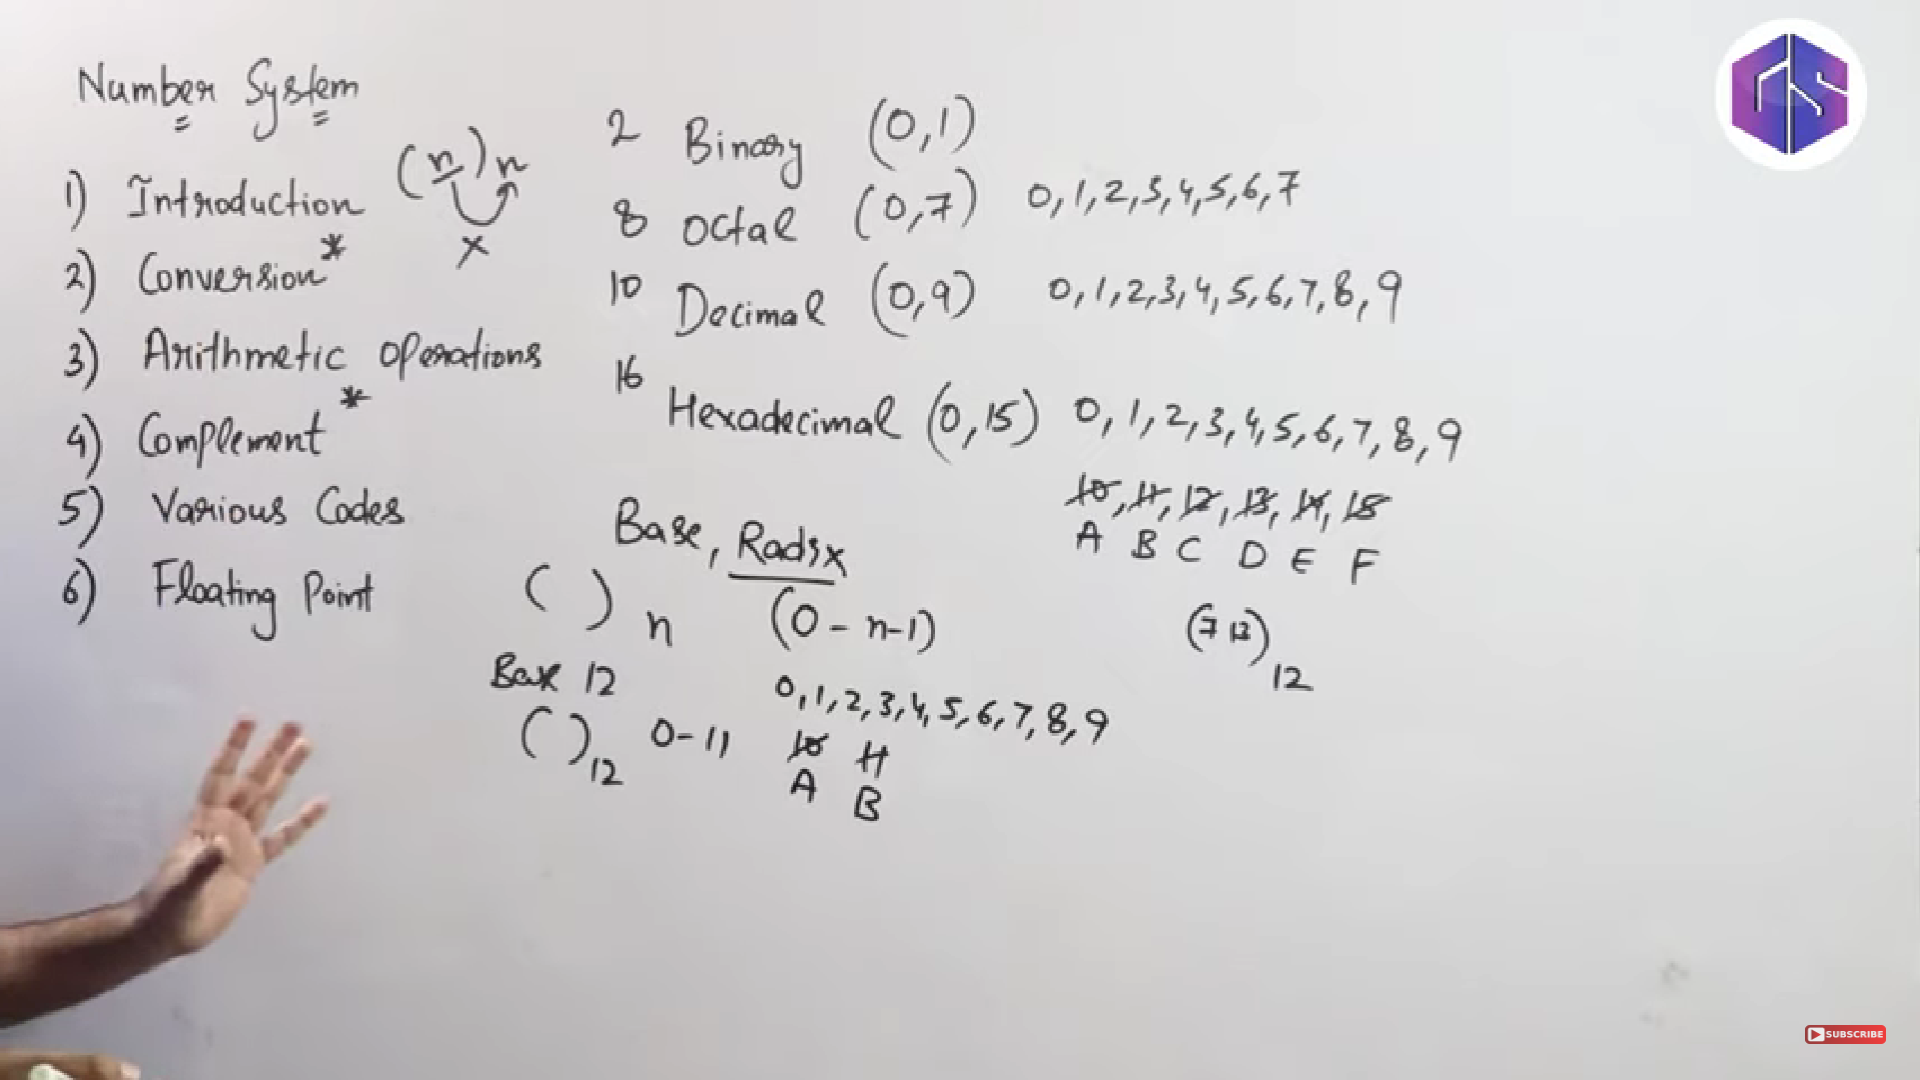 Number System
1) Introduction (n)n
x
2) Conversion *
3) Arithmetic Operations
4) Complement *
5) Various Codes
6) Floating Point
2 Binary (0,1)
8 Octal (0,7) 0,1,2,3,4,5,6,7
10 Decimal (0,9) 0,1,2,3,4,5,6,7,8,9
16 Hexadecimal (0,15) 0,1,2,3,4,5,6,7,8,9
10, 11, 12, 13, 14, 15
A B C D E F
Base, Radix
( )n (0 - n-1)
(7 )12
Base 12 0,1,2,3,4,5,6,7,8,9
( )12 0-11 10 11
A B
GS
SUBSCRIBE